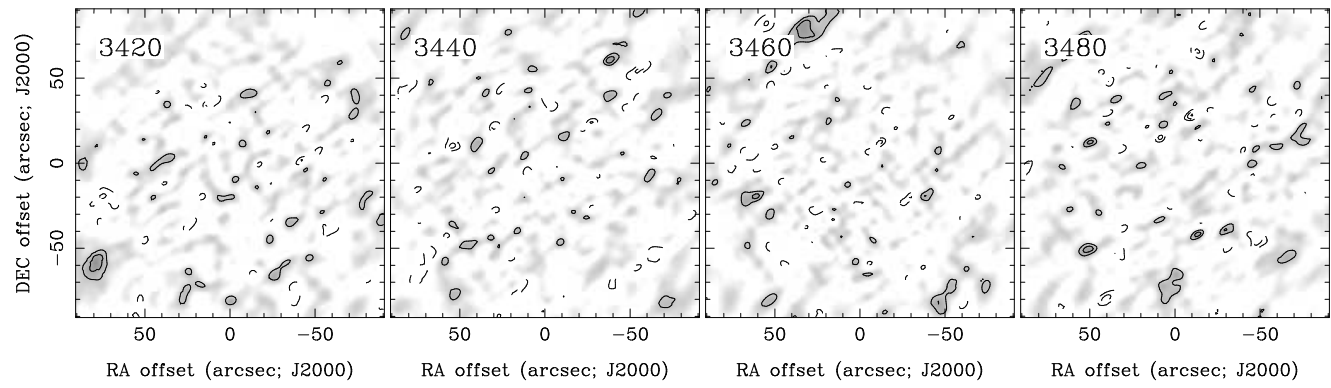 3420 3440 3460 3480
DEC offset (arcsec; J2000)
50
0
−50
50 0 −50 50 0 −50 50 0 −50 50 0 −50
RA offset (arcsec; J2000) RA offset (arcsec; J2000) RA offset (arcsec; J2000) RA offset (arcsec; J2000)